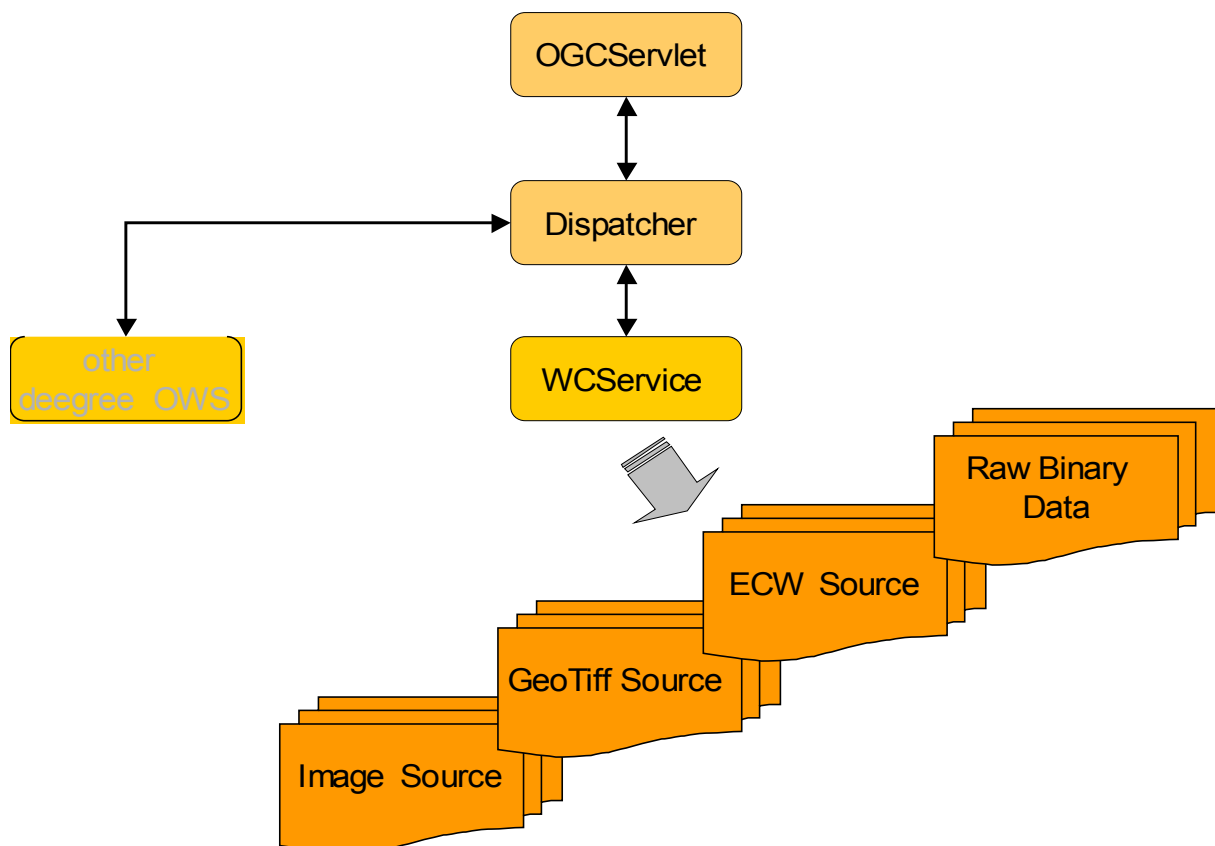 OGCServlet
Dispatcher
other
deegree OWS
WCService
Raw Binary
Data
ECW Source
GeoTiff Source
Image Source